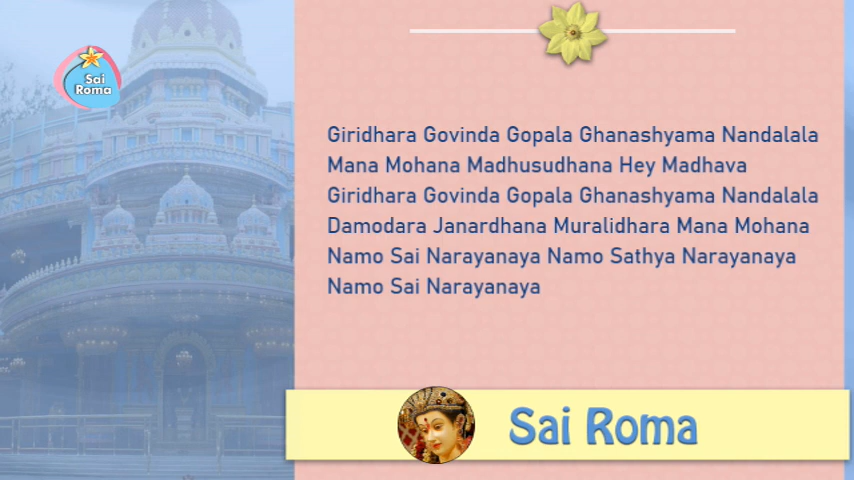 Sai
Roma
Giridhara Govinda Gopala Ghanashyama Nandalala
Mana Mohana Madhusudhana Hey Madhava
Giridhara Govinda Gopala Ghanashyama Nandalala
Damodara Janardhana Muralidhara Mana Mohana
Namo Sai Narayanaya Namo Sathya Narayanaya
Namo Sai Narayanaya
Sai Roma